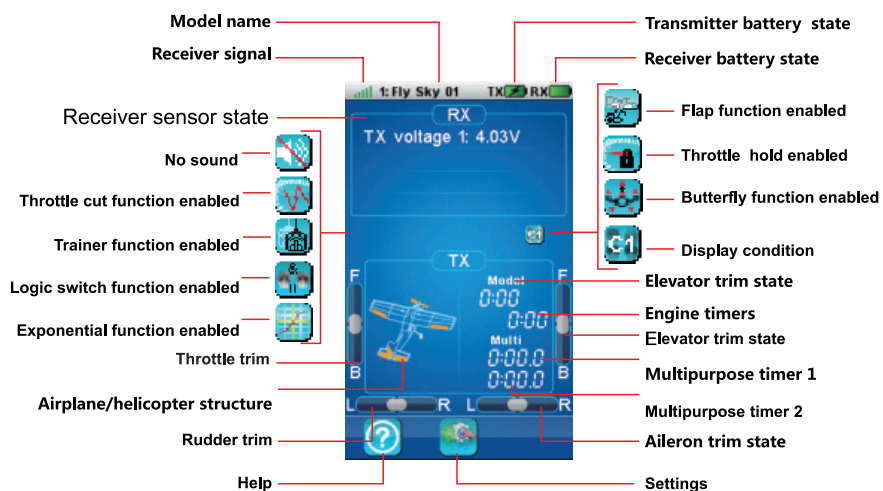 Model name
Transmitter battery state
Receiver signal
Receiver battery state
1: Fly Sky 01 TX RX
RX
TX voltage 1: 4.03V
Receiver sensor state
No sound
Throttle cut function enabled
Trainer function enabled
Logic switch function enabled
Exponential function enabled
Throttle trim
Airplane/helicopter structure
Rudder trim
Help
Flap function enabled
Throttle hold enabled
Butterfly function enabled
C1
Display condition
C1
TX
F
B
F
B
Model
0:00
0:00
Multi
0:00.0
0:00.0
L R L R
Elevator trim state
Engine timers
Elevator trim state
Multipurpose timer 1
Multipurpose timer 2
Aileron trim state
Settings